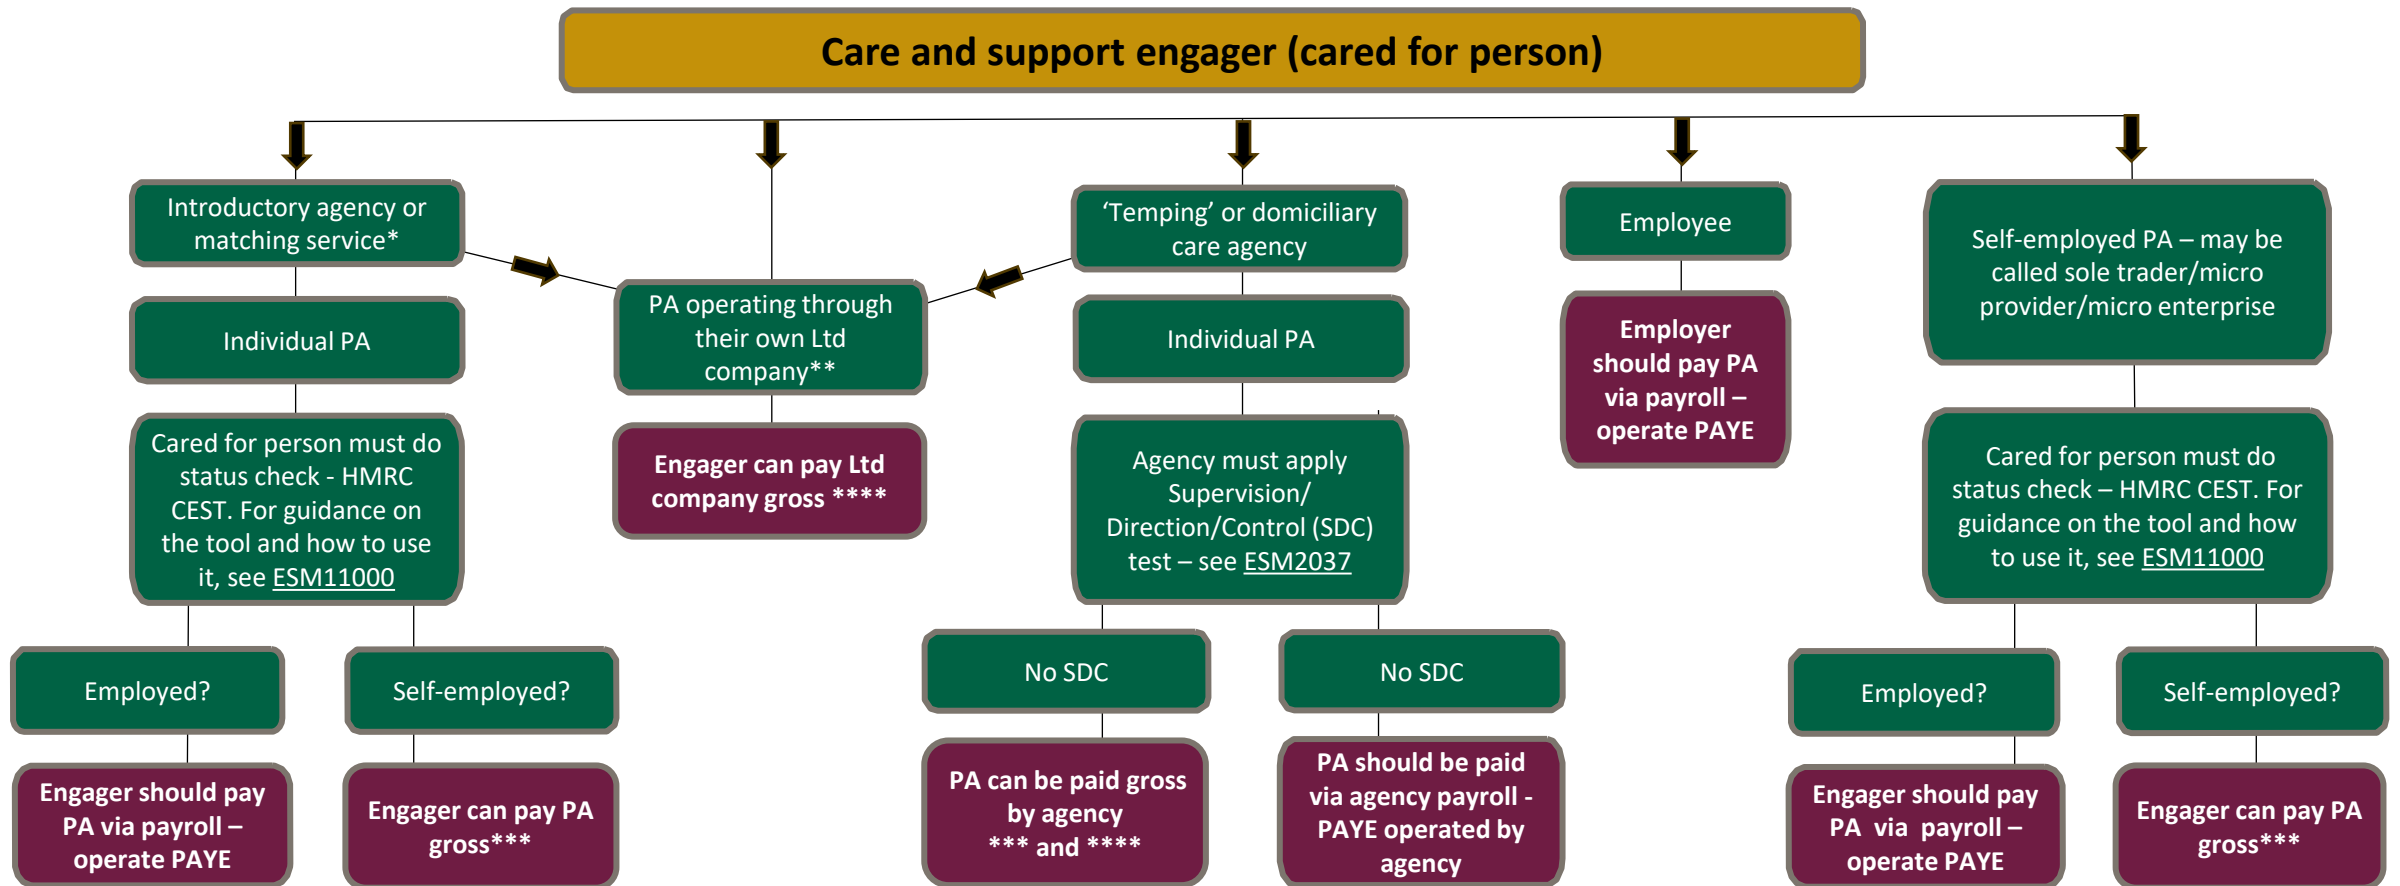 Care and support engager (cared for person)
Introductory agency or
matching service*
Individual PA
Cared for person must do
status check - HMRC
CEST. For guidance on
the tool and how to use
it, see ESM11000
Employed?
Engager should pay
PA via payroll –
operate PAYE
Self-employed?
Engager can pay PA
gross***
PA operating through
their own Ltd
company**
Engager can pay Ltd
company gross ****
‘Temping’ or domiciliary
care agency
Individual PA
Agency must apply
Supervision/
Direction/Control (SDC)
test – see ESM2037
No SDC
PA can be paid gross
by agency
*** and ****
No SDC
PA should be paid
via agency payroll -
PAYE operated by
agency
Employee
Employer
should pay PA
via payroll –
operate PAYE
Self-employed PA – may be
called sole trader/micro
provider/micro enterprise
Cared for person must do
status check – HMRC CEST. For
guidance on the tool and how
to use it, see ESM11000
Employed?
Engager should pay
PA via payroll –
operate PAYE
Self-employed?
Engager can pay PA
gross***